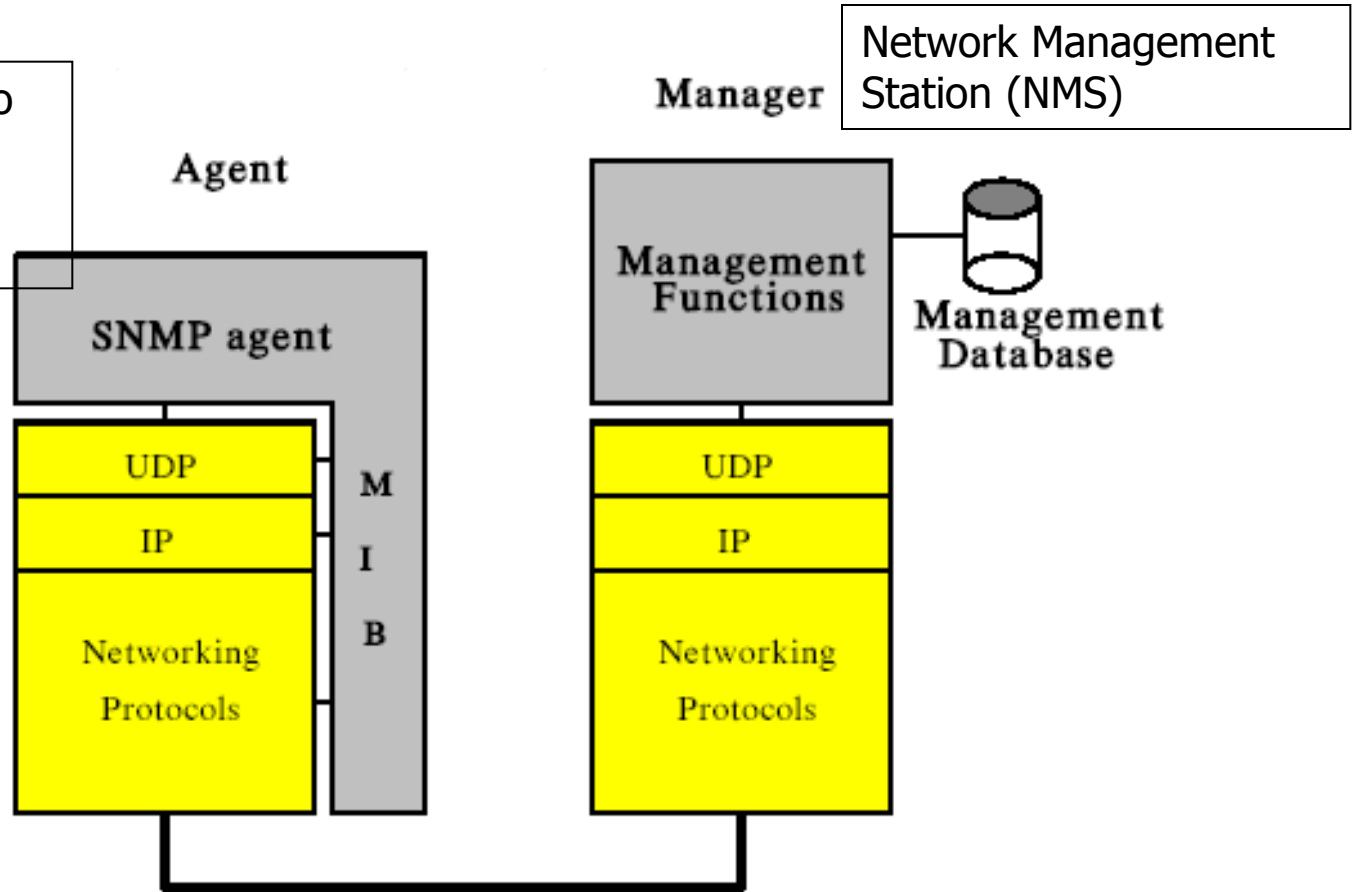 Network Management
Station (NMS)
Manager
Agent
Management
Functions
Management
Database
SNMP agent
UDP
IP
Networking
Protocols
M
I
B
UDP
IP
Networking
Protocols